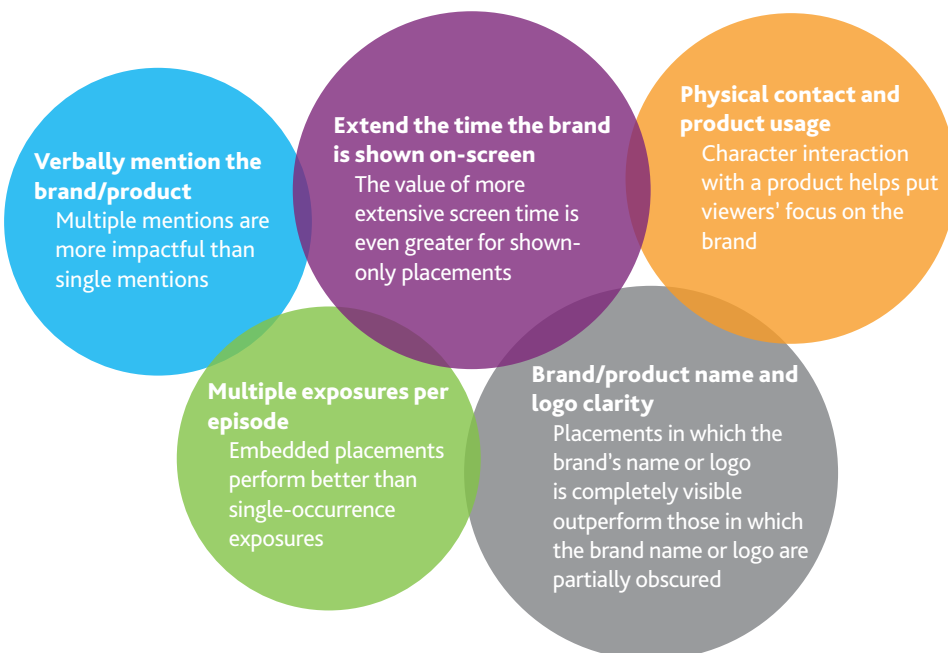 Verbally mention the
brand/product
Multiple mentions are
more impactful than
single mentions
Extend the time the brand
is shown on-screen
The value of more
extensive screen time is
even greater for shown-
only placements
Physical contact and
product usage
Character interaction
with a product helps put
viewers' focus on the
brand
Multiple exposures per
episode
Embedded placements
perform better than
single-occurrence
exposures
Brand/product name and
logo clarity
Placements in which the
brand's name or logo
is completely visible
outperform those in which
the brand name or logo are
partially obscured